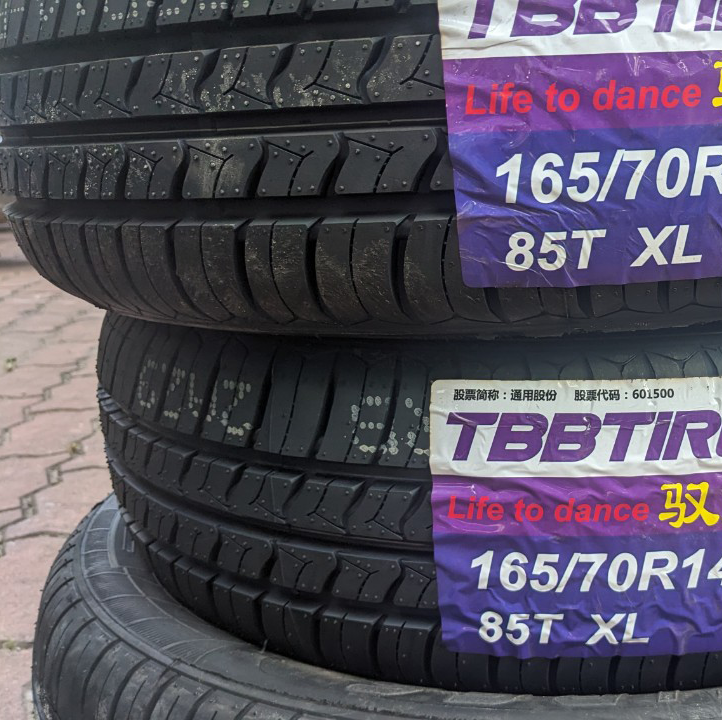 TBBTIR
Life to dance
165/70R
85T XL
股票简称：通用股份 股票代码：601500
TBBTIR
Life to dance 驭
165/70R14
85T XL